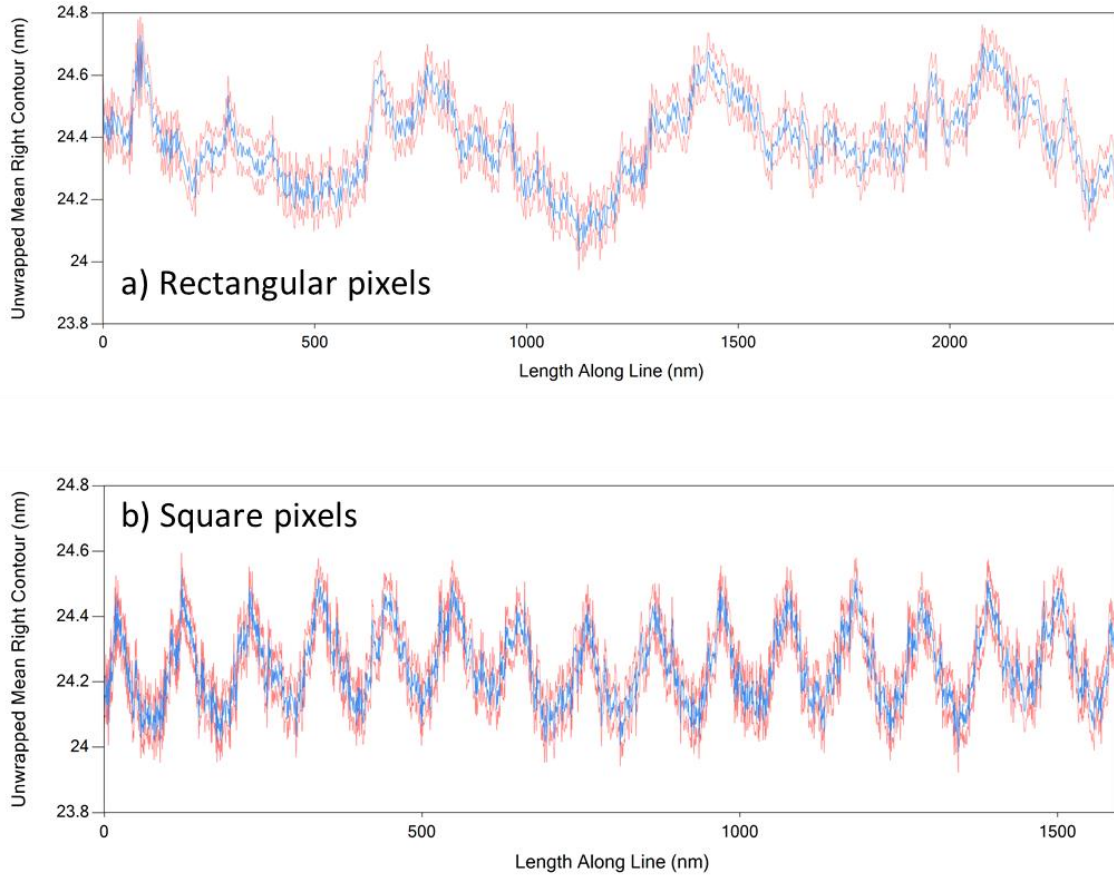 Unwrapped Mean Right Contour (nm)
24.8
24.6
24.4
24.2
24
23.8
a) Rectangular pixels
0 500 1000 1500 2000
Length Along Line (nm)
Unwrapped Mean Right Contour (nm)
24.8
24.6
24.4
24.2
24
23.8
b) Square pixels
0 500 1000 1500
Length Along Line (nm)